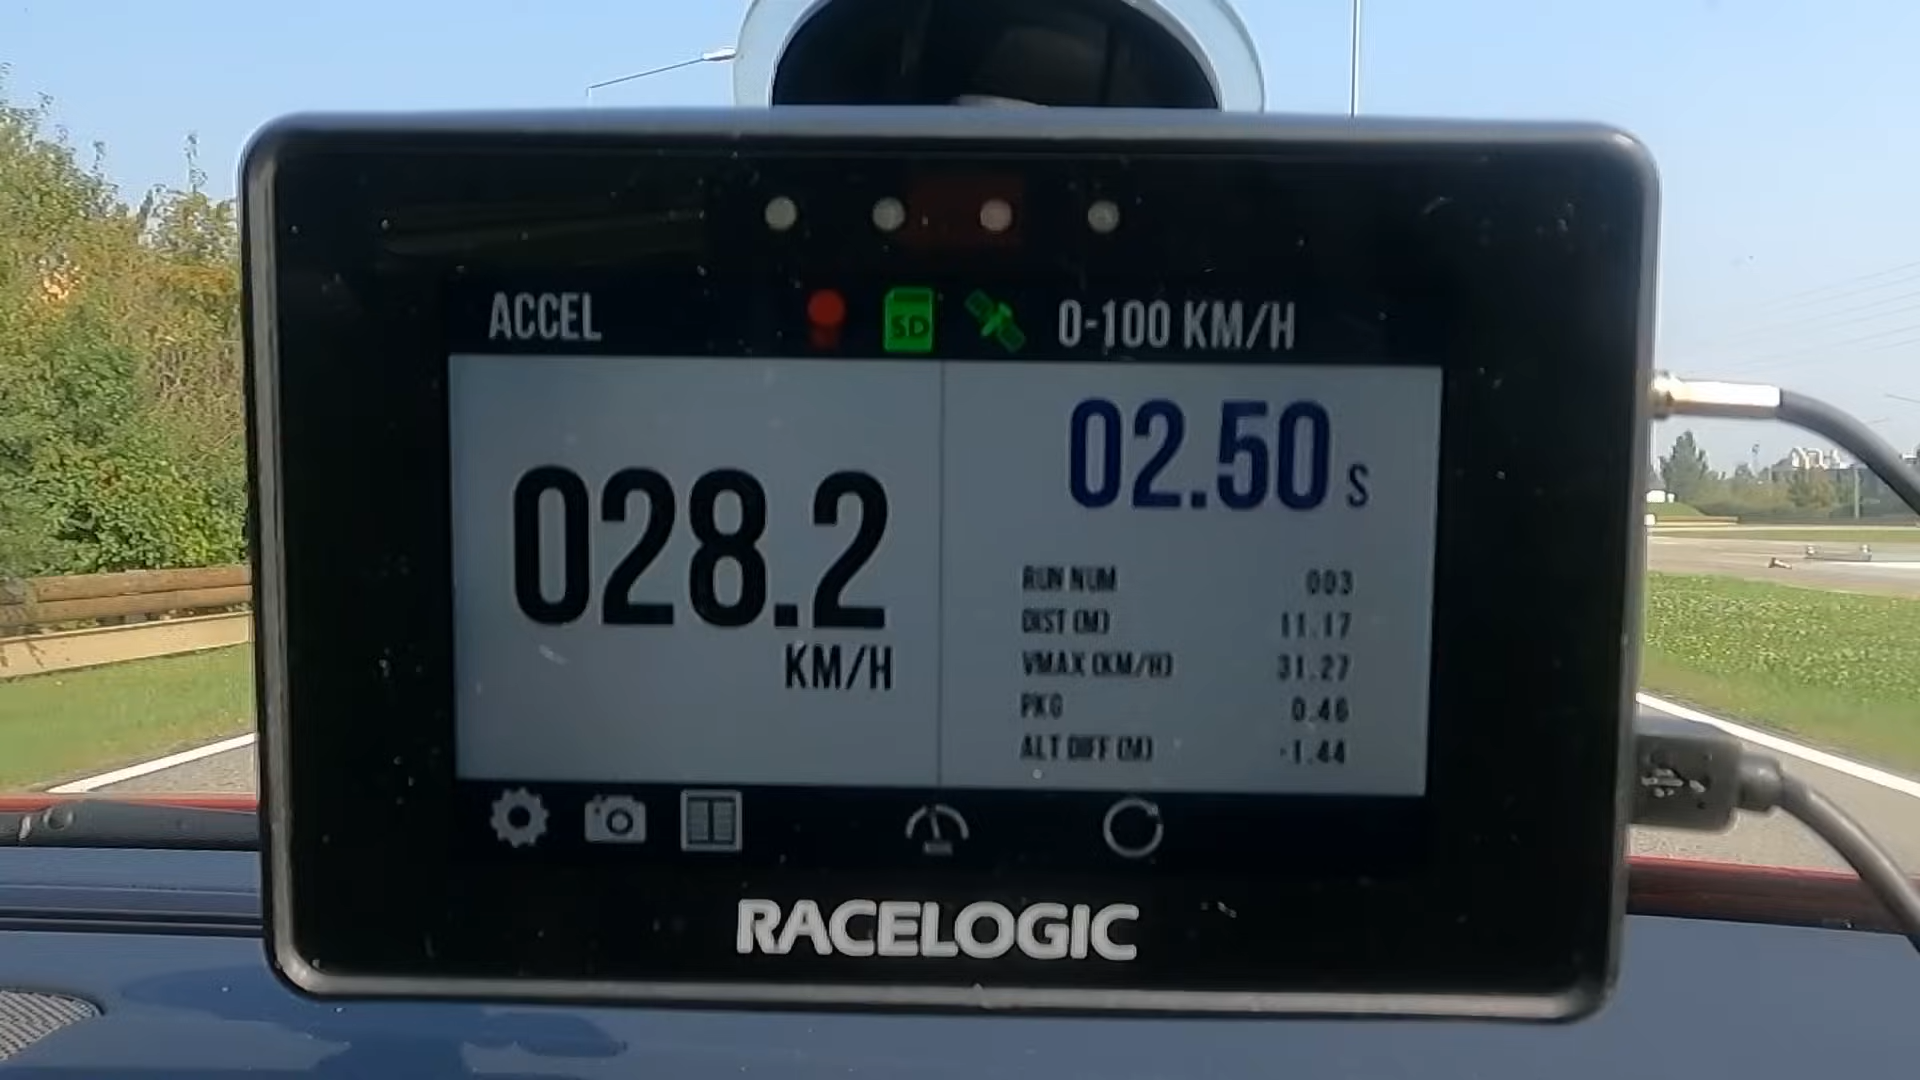 ACCEL SD 0-100 KM/H
028.2
KM/H
02.50 S
RUN NUM 003
DIST (M) 11.17
VMAX (KM/H) 31.27
PKG 0.46
ALT DIFF (M) -1.44
RACELOGIC